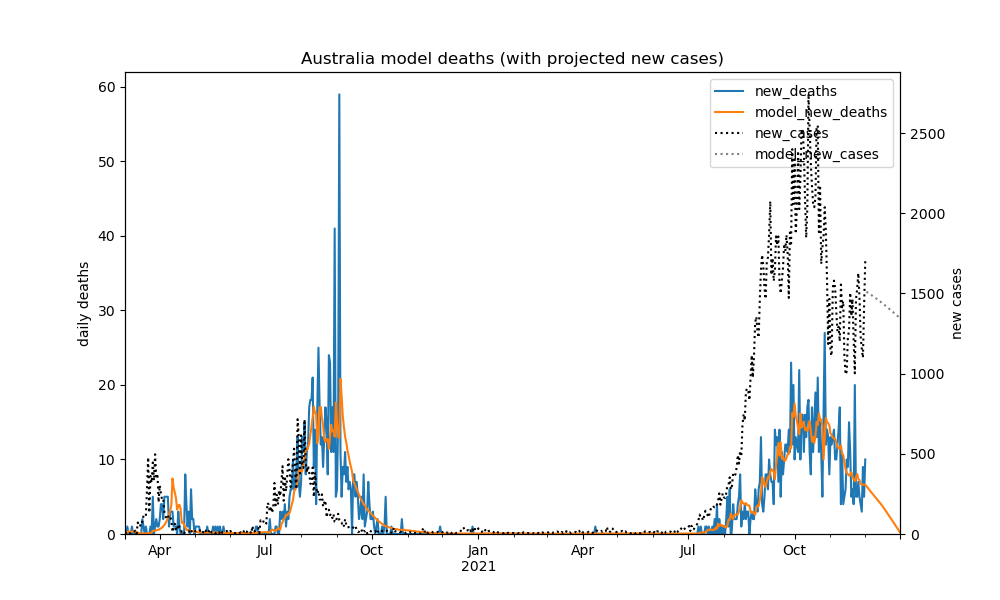 Australia model deaths (with projected new cases)
new_deaths
model_new_deaths
new_cases
model_new_cases
daily deaths
new cases
60
50
40
30
20
10
0
2500
2000
1500
1000
500
0
Apr
Jul
Oct
Jan
2021
Apr
Jul
Oct